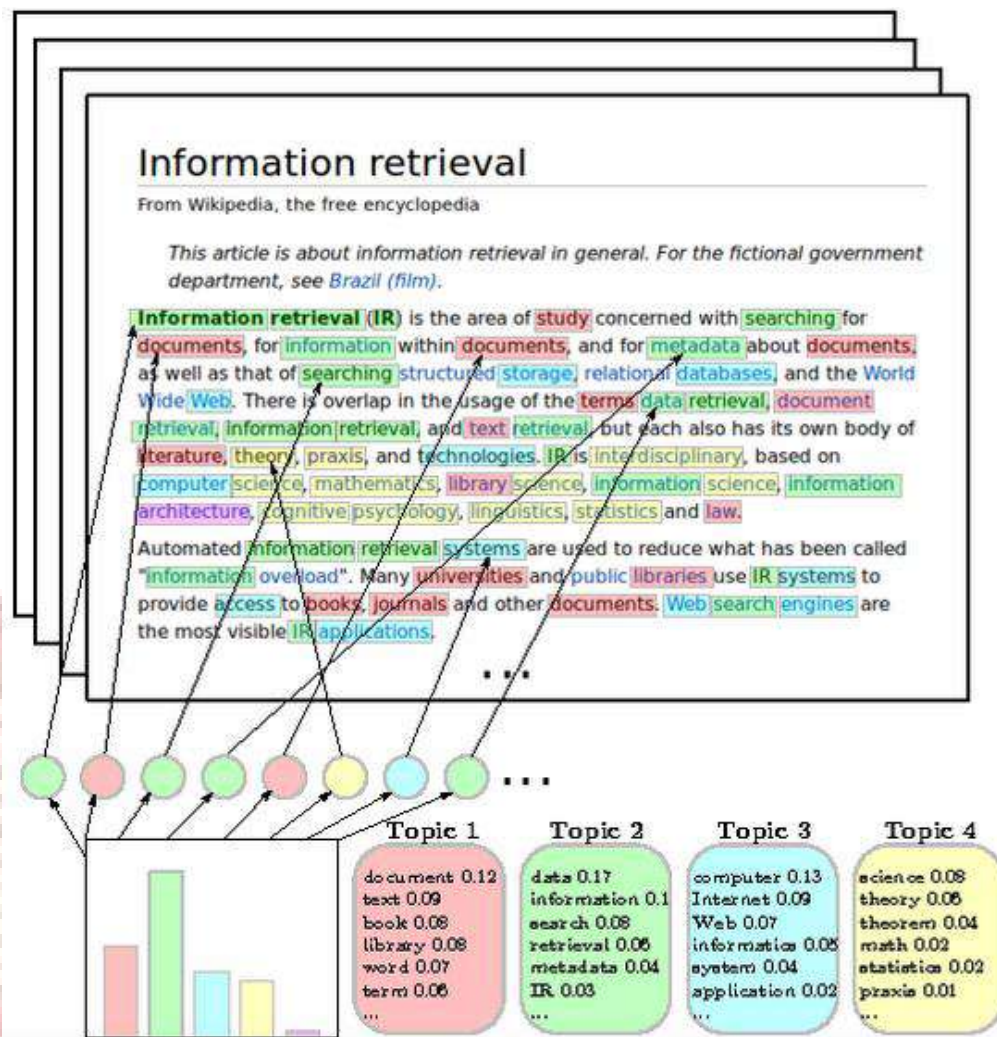 Information retrieval
From Wikipedia, the free encyclopedia
This article is about information retrieval in general. For the fictional government
department, see Brazil (film).
Information retrieval (IR) is the area of study concerned with searching for
documents, for information within documents, and for metadata about documents,
as well as that of searching structured storage, relational databases, and the World
Wide Web. There is overlap in the usage of the terms data retrieval, document
retrieval, information retrieval, and text retrieval, but each also has its own body of
literature, theory, praxis, and technologies. IR is interdisciplinary, based on
computer science, mathematics, library science, information science, information
architecture, cognitive psychology, linguistics, statistics and law.
Automated information retrieval systems are used to reduce what has been called
"information overload". Many universities and public libraries use IR systems to
provide access to books, journals and other documents. Web search engines are
the most visible IR applications.
...
...
Topic 1
document 0.12
text 0.09
book 0.08
library 0.08
word 0.07
term 0.06
...
Topic 2
data 0.17
information 0.1
search 0.08
retrieval 0.06
metadata 0.04
IR 0.03
...
Topic 3
computer 0.13
Internet 0.09
Web 0.07
informatics 0.05
system 0.04
application 0.02
...
Topic 4
science 0.08
theory 0.06
theorem 0.04
math 0.02
statistics 0.02
praxis 0.01
...